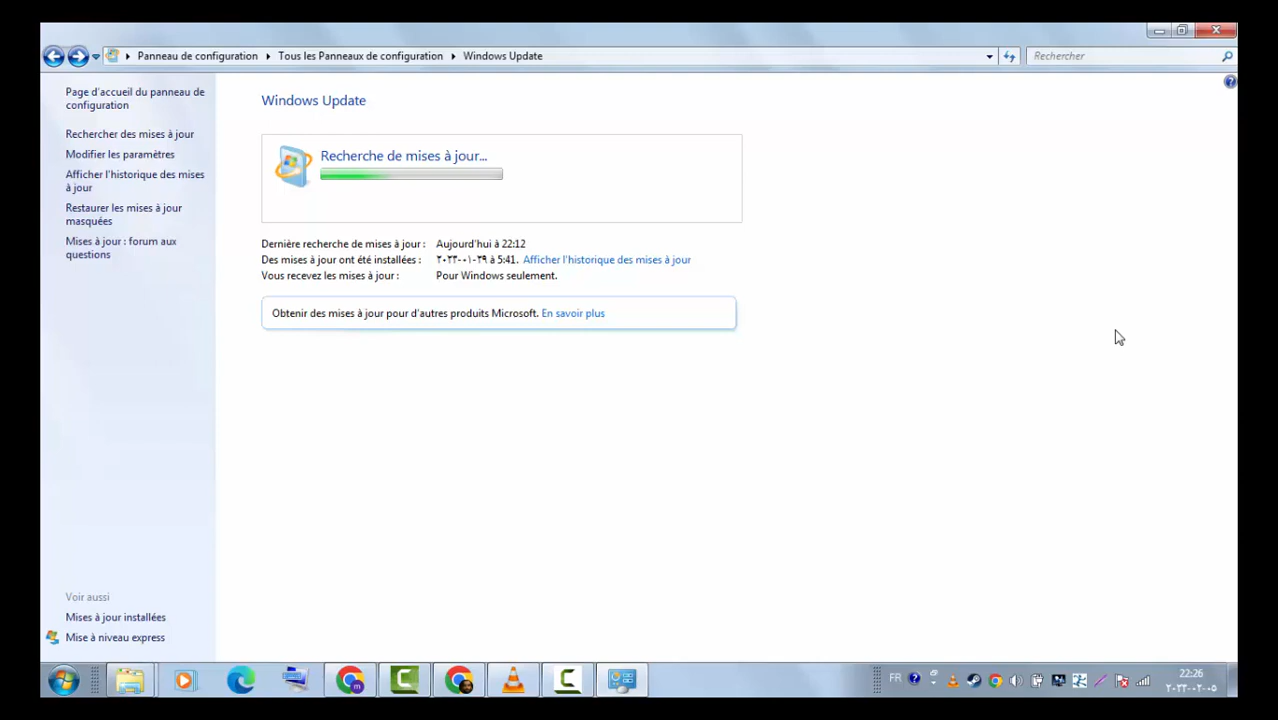 Panneau de configuration Tous les Panneaux de configuration Windows Update Rechercher
Page d'accueil du panneau de
configuration
Rechercher des mises à jour
Modifier les paramètres
Afficher l'historique des mises
à jour
Restaurer les mises à jour
masquées
Mises à jour : forum aux
questions
Voir aussi
Mises à jour installées
Mise à niveau express
Windows Update
Recherche de mises à jour...
Dernière recherche de mises à jour : Aujourd'hui à 22:12
Des mises à jour ont été installées : ٢٠٢٣-٠١-٢٩ à 5:41. Afficher l'historique des mises à jour
Vous recevez les mises à jour : Pour Windows seulement.
Obtenir des mises à jour pour d'autres produits Microsoft. En savoir plus
FR
22:26
٢٠٢٣-٠٢-٠٥